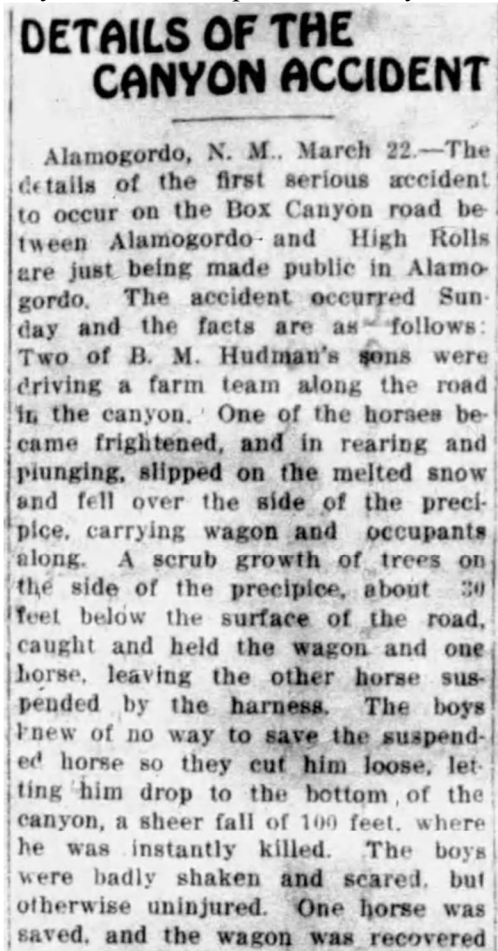 DETAILS OF THE
CANYON ACCIDENT
Alamogordo, N. M., March 22.—The
details of the first serious accident
to occur on the Box Canyon road be-
tween Alamogordo and High Rolls
are just being made public in Alamo-
gordo. The accident occurred Sun-
day and the facts are as follows:
Two of B. M. Hudman's sons were
driving a farm team along the road
in the canyon. One of the horses be-
came frightened, and in rearing and
plunging, slipped on the melted snow
and fell over the side of the preci-
pice, carrying wagon and occupants
along. A scrub growth of trees on
the side of the precipice, about 30
feet below the surface of the road,
caught and held the wagon and one
horse, leaving the other horse sus-
pended by the harness. The boys
knew of no way to save the suspend-
ed horse so they cut him loose, let-
ting him drop to the bottom of the
canyon, a sheer fall of 100 feet, where
he was instantly killed. The boys
were badly shaken and scared, but
otherwise uninjured. One horse was
saved, and the wagon was recovered